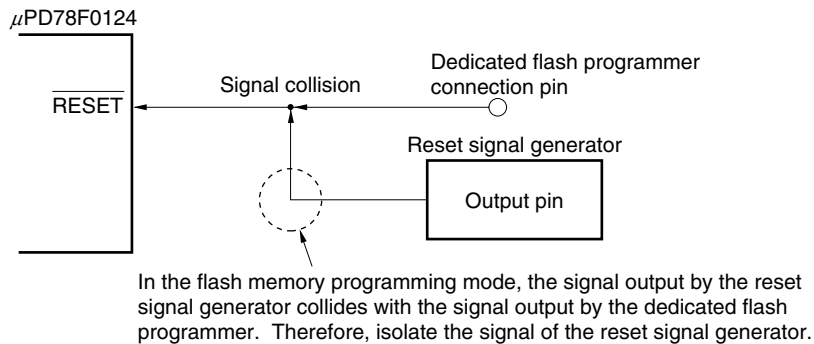 μPD78F0124
RESET
Signal collision
Dedicated flash programmer
connection pin
Reset signal generator
Output pin
In the flash memory programming mode, the signal output by the reset
signal generator collides with the signal output by the dedicated flash
programmer.  Therefore, isolate the signal of the reset signal generator.